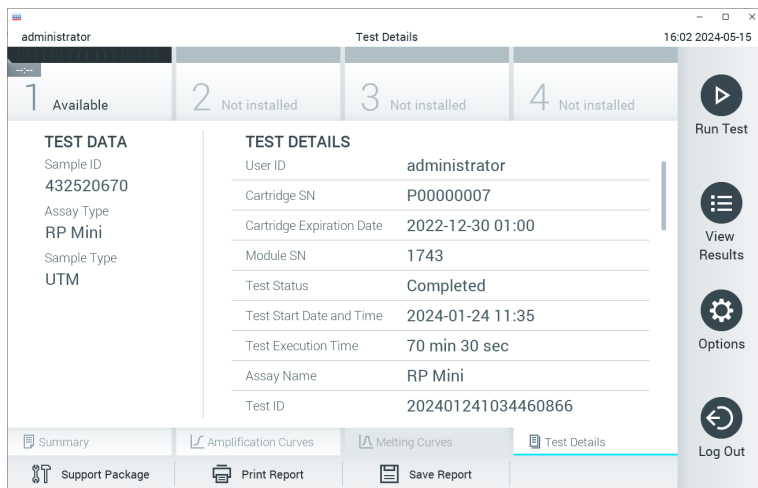 administrator Test Details 16:02 2024-05-15
--:--
1 Available
2 Not installed
3 Not installed
4 Not installed
Run Test
View Results
Options
Log Out
TEST DATA
Sample ID
432520670
Assay Type
RP Mini
Sample Type
UTM
TEST DETAILS
User ID administrator
Cartridge SN P00000007
Cartridge Expiration Date 2022-12-30 01:00
Module SN 1743
Test Status Completed
Test Start Date and Time 2024-01-24 11:35
Test Execution Time 70 min 30 sec
Assay Name RP Mini
Test ID 202401241034460866
Summary Amplification Curves Melting Curves Test Details
Support Package Print Report Save Report